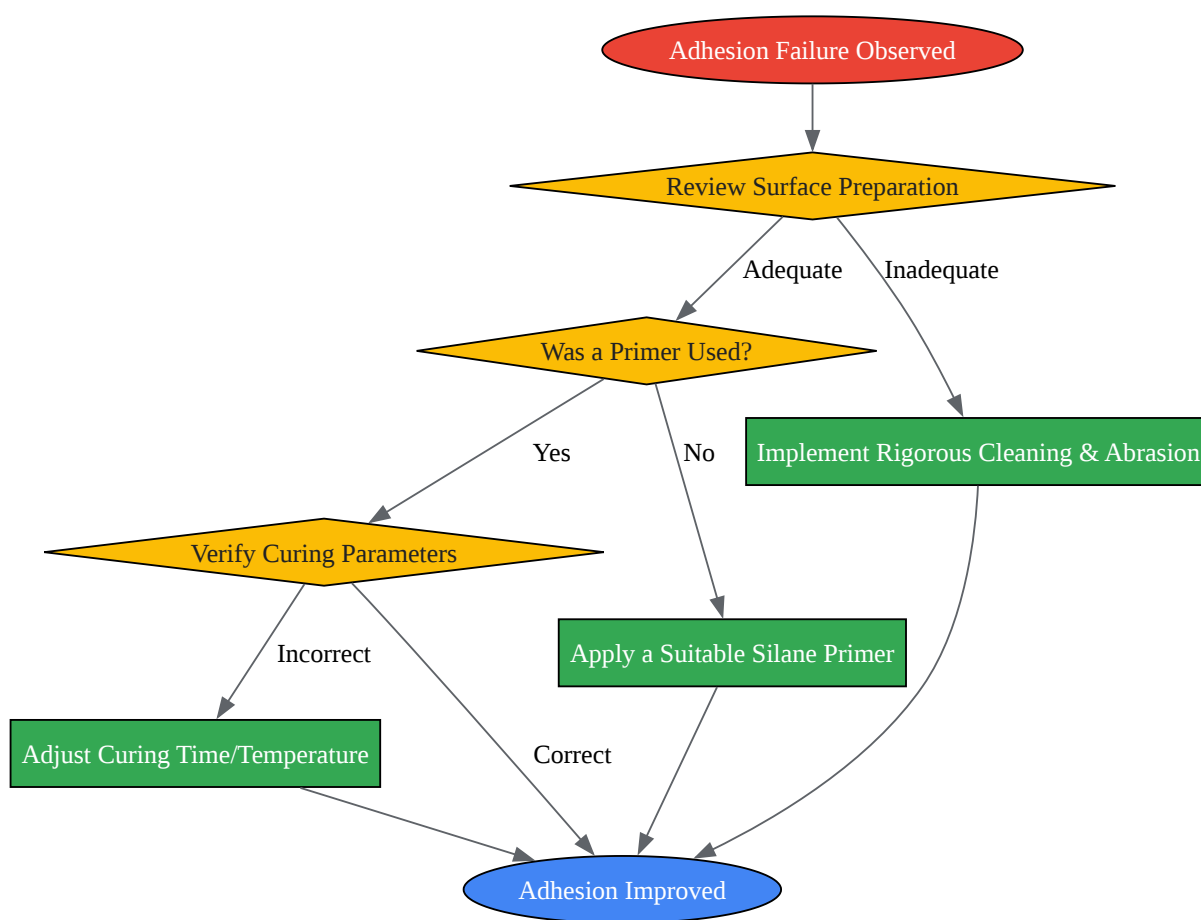 Adhesion Failure Observed
Review Surface Preparation
Adequate
Inadequate
Was a Primer Used?
Yes
No
Implement Rigorous Cleaning & Abrasion
Verify Curing Parameters
Incorrect
Apply a Suitable Silane Primer
Adjust Curing Time/Temperature
Correct
Adhesion Improved